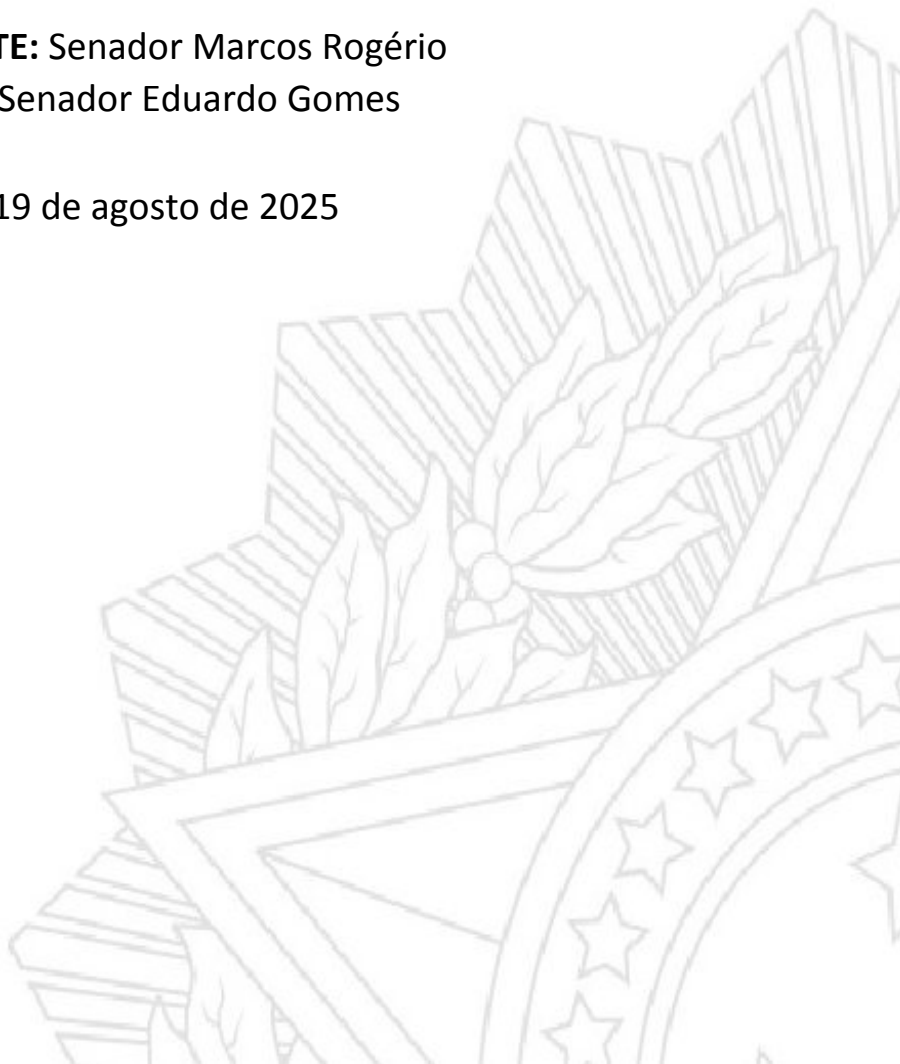 TE: Senador Marcos Rogério
Senador Eduardo Gomes
19 de agosto de 2025